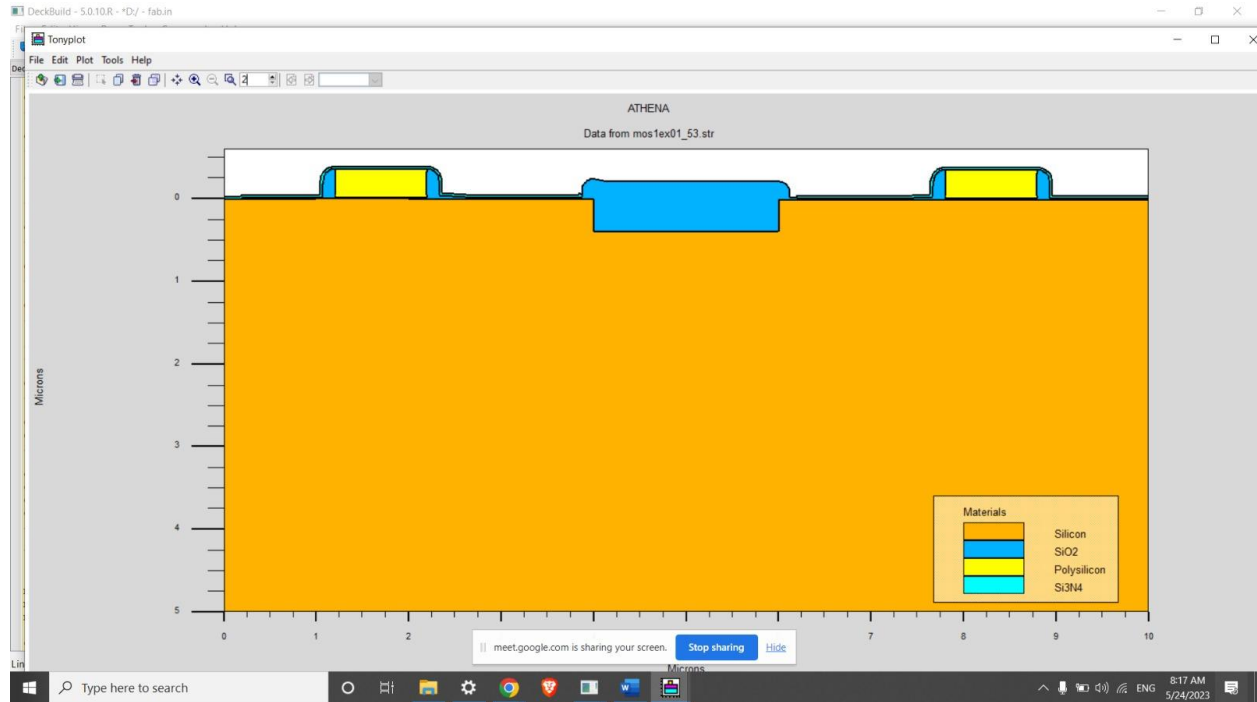 DeckBuild - 5.0.10.R - *D:/ - fab.in
Tonyplot
File Edit Plot Tools Help
2
ATHENA
Data from mos1ex01_53.str
0
1
2
3
4
5
Microns
Materials
Silicon
SiO2
Polysilicon
Si3N4
0 1 2 7 8 9 10
meet.google.com is sharing your screen. Stop sharing Hide
Microns
Type here to search
ENG
8:17 AM
5/24/2023